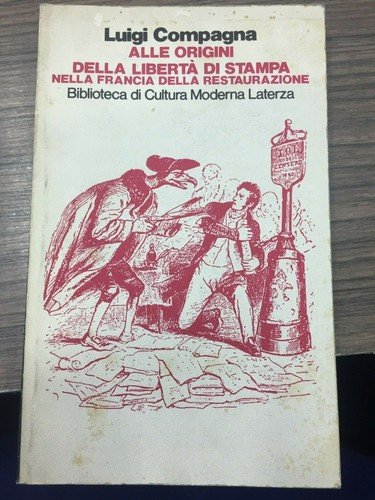 Luigi Compagna
ALLE ORIGINI
DELLA LIBERTÀ DI STAMPA
NELLA FRANCIA DELLA RESTAURAZIONE
Biblioteca di Cultura Moderna Laterza